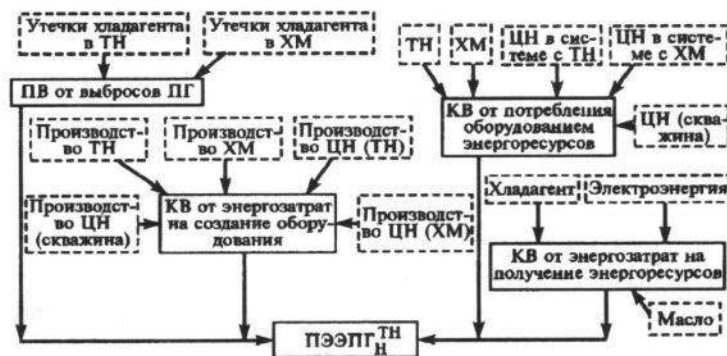 Утечки хладагента
в ТН
Утечки хладагента
в ХМ
ПВ от выбросов ПГ
ТН
ХМ
ЦН в сис-
теме с ТН
ЦН в сис-
теме с ХМ
КВ от потребления
оборудованием
энергоресурсов
ЦН (сква-
жина)
Производст-
во ТН
Производст-
во ХМ
Производст-
во ЦН (ТН)
Производст-
во ЦН
(скважина)
КВ от энергозатрат
на создание обору-
дования
Производст-
во ЦН (ХМ)
Хладагент
Электроэнергия
КВ от энергозатрат на
получение энергоресурсов
Масло
ПЭЭПГ ТН Н